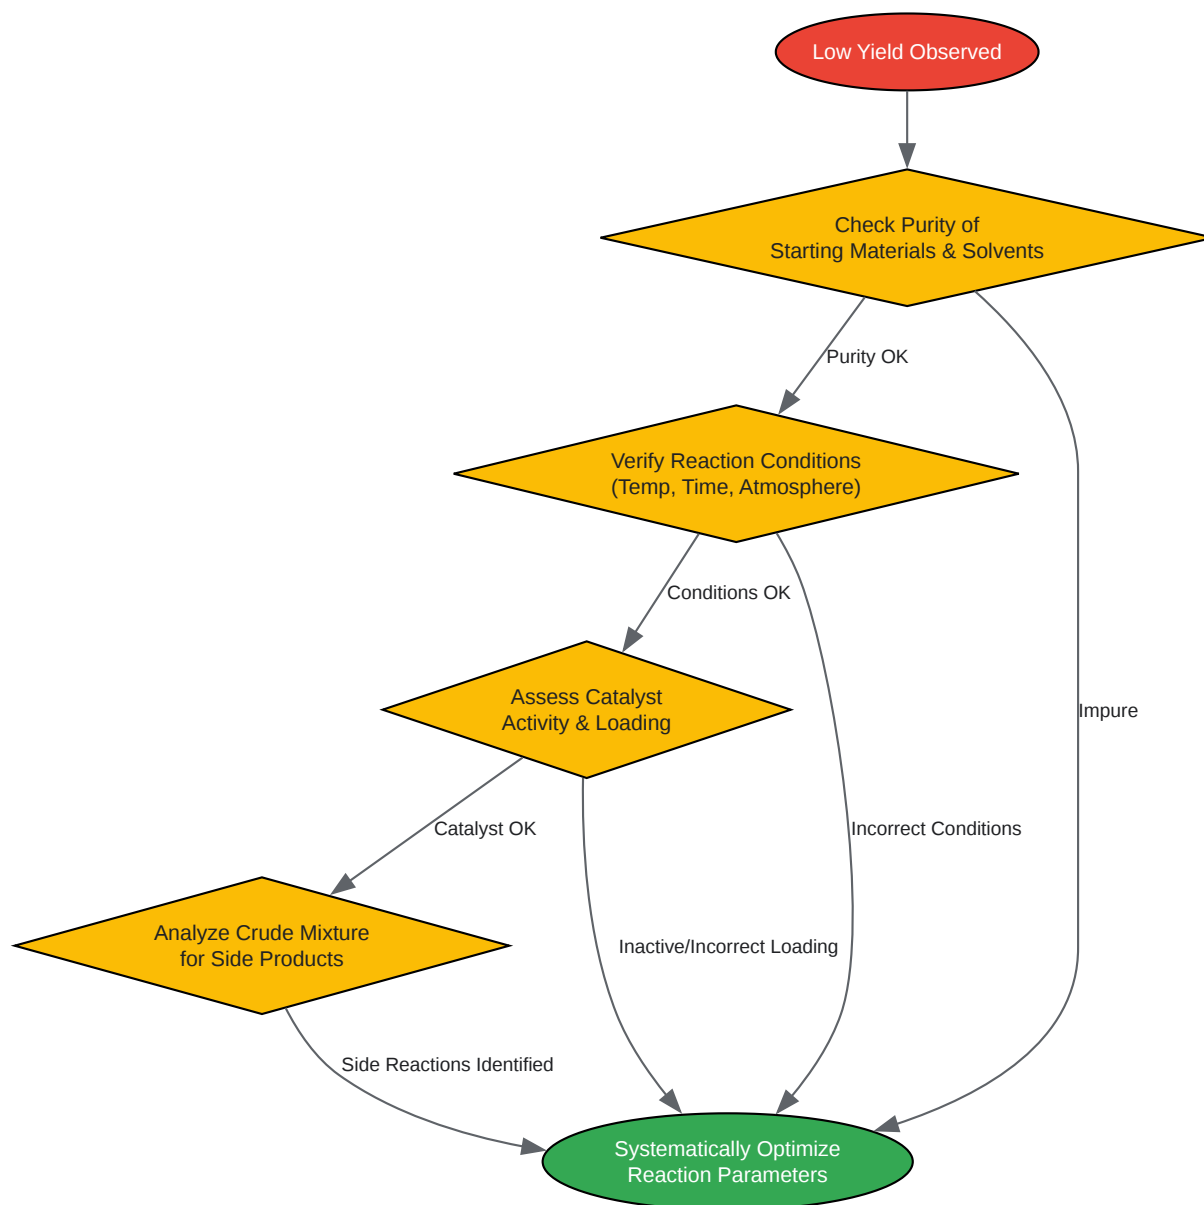 Low Yield Observed
Check Purity of
Starting Materials & Solvents
Purity OK
Verify Reaction Conditions
(Temp, Time, Atmosphere)
Conditions OK
Assess Catalyst
Activity & Loading
Impure
Catalyst OK
Incorrect Conditions
Analyze Crude Mixture
for Side Products
Inactive/Incorrect Loading
Side Reactions Identified
Systematically Optimize
Reaction Parameters